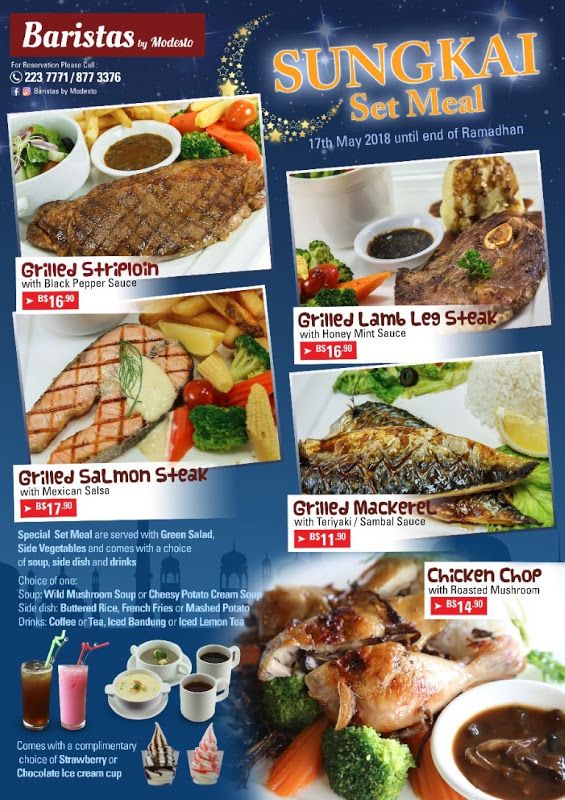 Baristas by Modesto
For Reservation Please Call :
223 7771 / 877 3376
Baristas by Modesto
SUNGKAI
Set Meal
17th May 2018 until end of Ramadhan
Grilled Striploin
with Black Pepper Sauce
B$16.90
Grilled Lamb Leg Steak
with Honey Mint Sauce
B$16.90
Grilled Salmon Steak
with Mexican Salsa
B$17.90
Grilled Mackerel
with Teriyaki / Sambal Sauce
B$11.90
Special Set Meal are served with Green Salad,
Side Vegetables and comes with a choice
of soup, side dish and drinks
Choice of one:
Soup: Wild Mushroom Soup or Cheesy Potato Cream Soup
Side dish: Buttered Rice, French Fries or Mashed Potato
Drinks: Coffee or Tea, Iced Bandung or Iced Lemon Tea
Chicken Chop
with Roasted Mushroom
B$14.90
Comes with a complimentary
choice of Strawberry or
Chocolate Ice cream cup